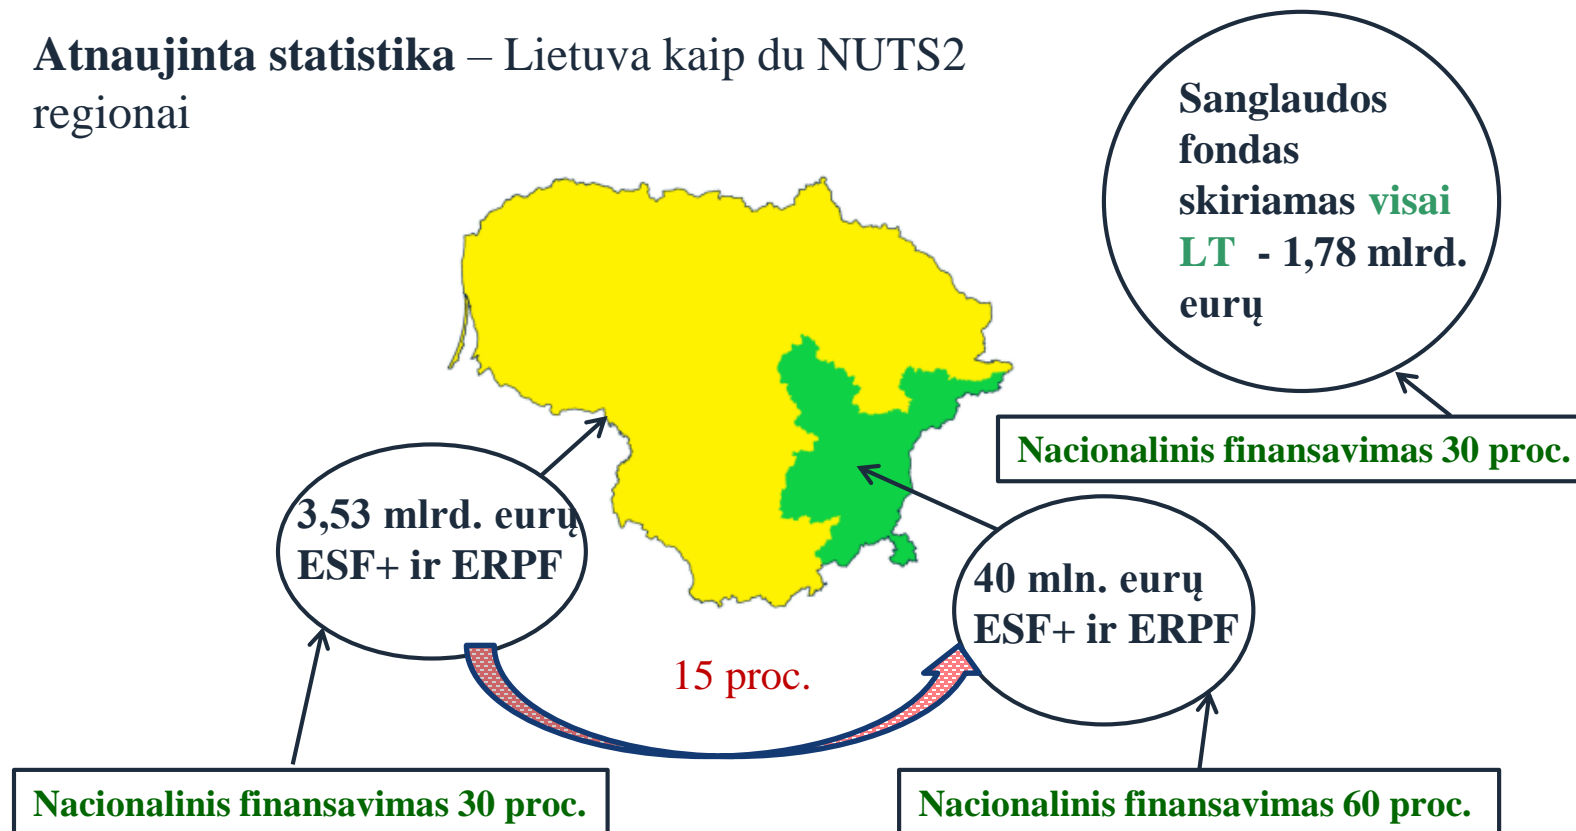 Atnaujinta statistika – Lietuva kaip du NUTS2
regionai
Sanglaudos
fondas
skiriamas visai
LT - 1,78 mlrd.
eurų
Nacionalinis finansavimas 30 proc.
3,53 mlrd. eurų
ESF+ ir ERPF
40 mln. eurų
ESF+ ir ERPF
15 proc.
Nacionalinis finansavimas 30 proc.
Nacionalinis finansavimas 60 proc.